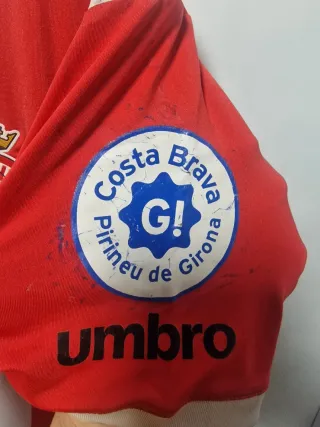 Costa Brava
G!
Pirineu de Girona
umbro